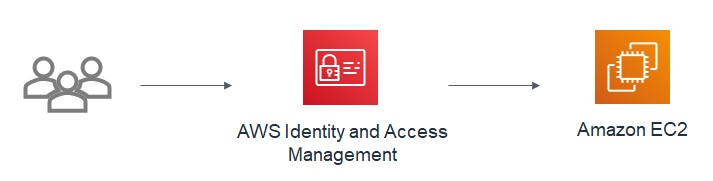 AWS Identity and Access
Management
Amazon EC2